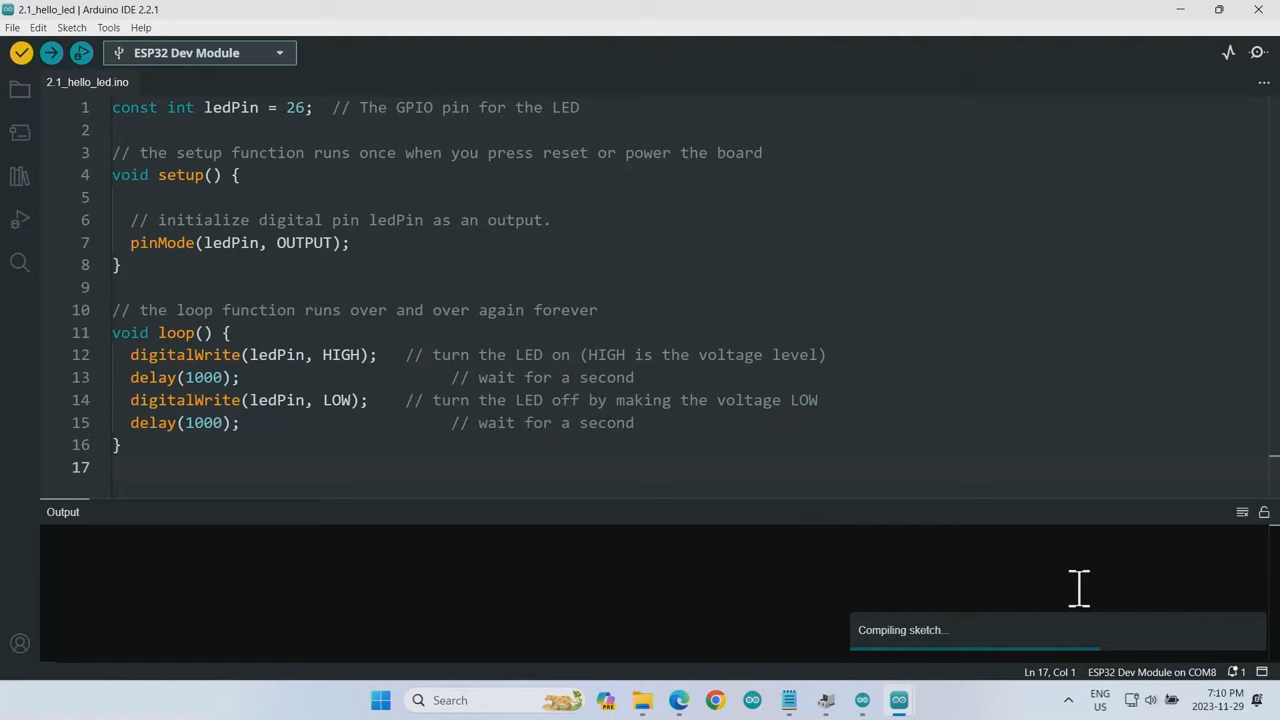 2.1_hello_led | Arduino IDE 2.2.1
File Edit Sketch Tools Help
ESP32 Dev Module
2.1_hello_led.ino
1 const int ledPin = 26;  // The GPIO pin for the LED
2
3 // the setup function runs once when you press reset or power the board
4 void setup() {
5
6   // initialize digital pin ledPin as an output.
7   pinMode(ledPin, OUTPUT);
8 }
9
10 // the loop function runs over and over again forever
11 void loop() {
12   digitalWrite(ledPin, HIGH);   // turn the LED on (HIGH is the voltage level)
13   delay(1000);                       // wait for a second
14   digitalWrite(ledPin, LOW);    // turn the LED off by making the voltage LOW
15   delay(1000);                       // wait for a second
16 }
17
Output
Compiling sketch...
Ln 17, Col 1 ESP32 Dev Module on COM8 1
Search
PRE
ENG
US
7:10 PM
2023-11-29